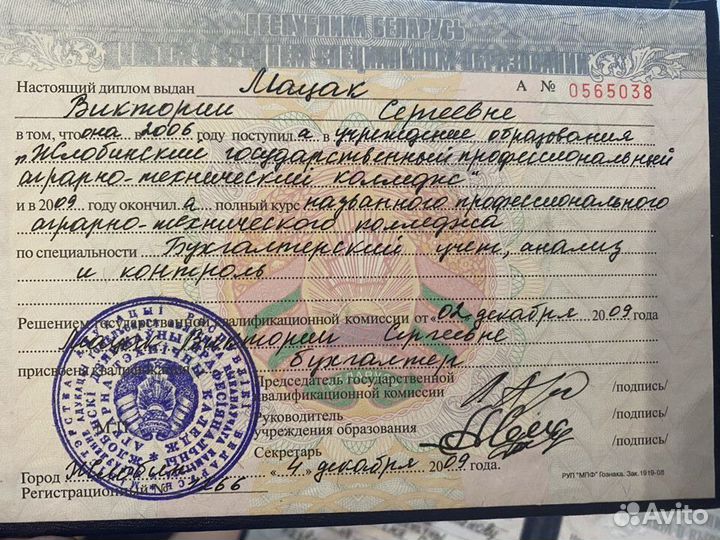 РЕСПУБЛИКА БЕЛАРУСЬ
СПЕЦИАЛЬНОМ ОБРАЗОВАНИИ
Настоящий диплом выдан Мацак А № 0565038
Виктории Сергеевне
в том, что она в 2006 году поступила в учреждение образования
"Жлобинский государственный профессиональный
аграрно-технический колледж"
и в 2009 году окончила полный курс названного профессионального
аграрно-технического колледжа
по специальности Бухгалтерский учет, анализ
и контроль
Решением государственной квалификационной комиссии от "02" декабря 2009 года
Мацак Виктории Сергеевне
присвоена квалификация бухгалтер
Председатель государственной
квалификационной комиссии /подпись/
Руководитель
учреждения образования /подпись/
М.П.
Секретарь /подпись/
Город Жлобин "4" декабря 2009 года.
Регистрационный №
РУП "МПФ" Гознака. Зак. 1919-08
Avito